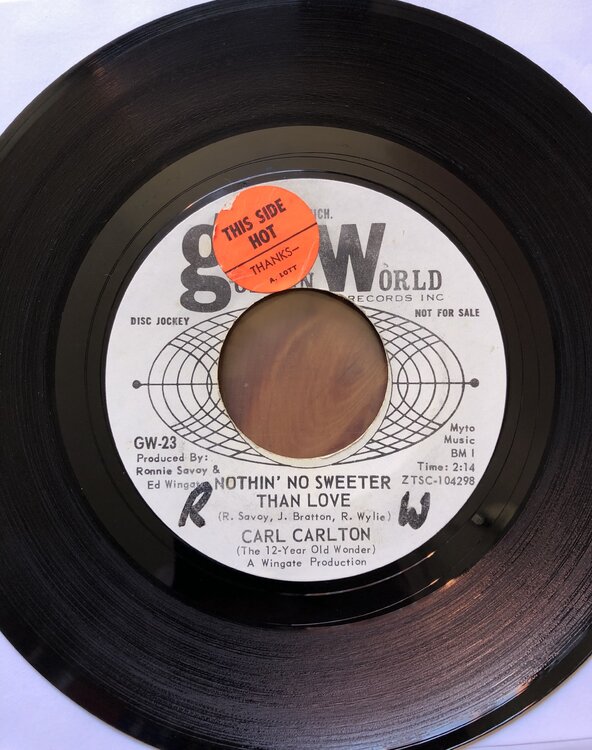 THIS SIDE
HOT
THANKS—
A. LOTT
ICH.
g W
ORLD
RECORDS INC
DISC JOCKEY
NOT FOR SALE
GW-23
Produced By:
Ronnie Savoy &
Ed Wingate
Myto
Music
BMI
Time: 2:14
ZTSC-104298
NOTHIN' NO SWEETER
THAN LOVE
(R. Savoy, J. Bratton, R. Wylie)
R W
CARL CARLTON
(The 12-Year Old Wonder)
A Wingate Production